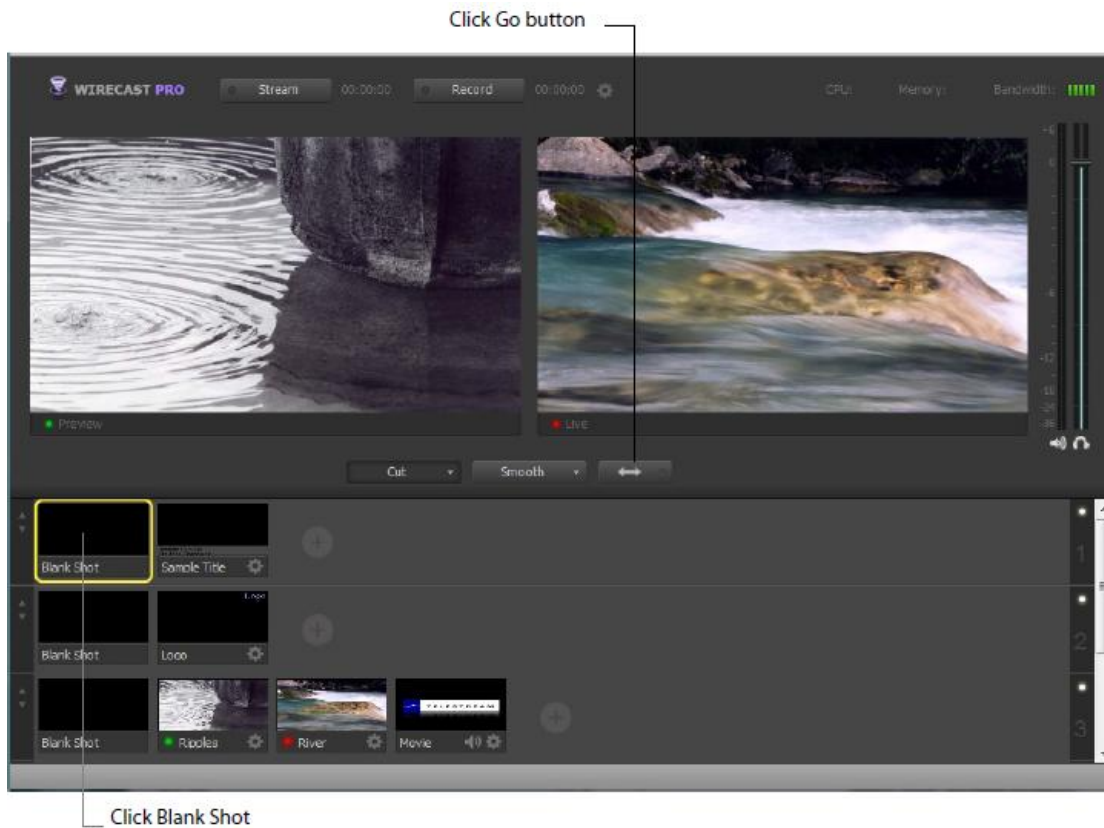 Click Go button
WIRECAST PRO
Stream
00:00:00
Record
00:00:00
CPU:
Memory:
Bandwidth:
Preview
Live
Cut
Smooth
Blank Shot
Sample Title
1
Logo
Blank Shot
Logo
2
TELESTREAM
Blank Shot
Ripples
River
Movie
3
Click Blank Shot